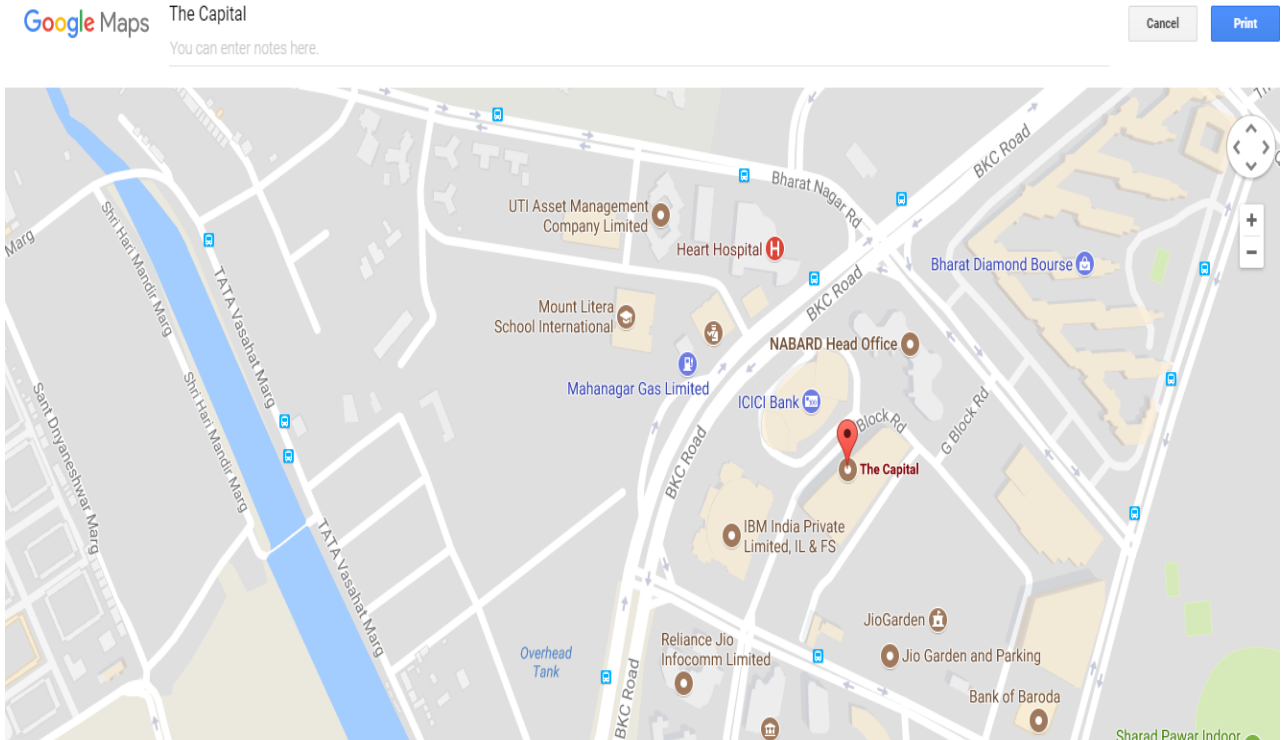 Google Maps
The Capital
You can enter notes here.
Cancel
Print
BKC Road
Bharat Nagar Rd
UTI Asset Management
Company Limited
Heart Hospital
H
Marg
Shri Hari Mandir Marg
TATA Vasahat Marg
BKC Road
Bharat Diamond Bourse
+
−
Mount Litera
School International
NABARD Head Office
Mahanagar Gas Limited
ICICI Bank
Sant Dnyaneshwar Marg
Shri Hari Mandir Marg
Block Rd
G Block Rd
BKC Road
The Capital
IBM India Private
Limited, IL & FS
TATA Vasahat Marg
JioGarden
Reliance Jio
Infocomm Limited
Jio Garden and Parking
Overhead
Tank
BKC Road
Bank of Baroda
Sharad Pawar Indoor